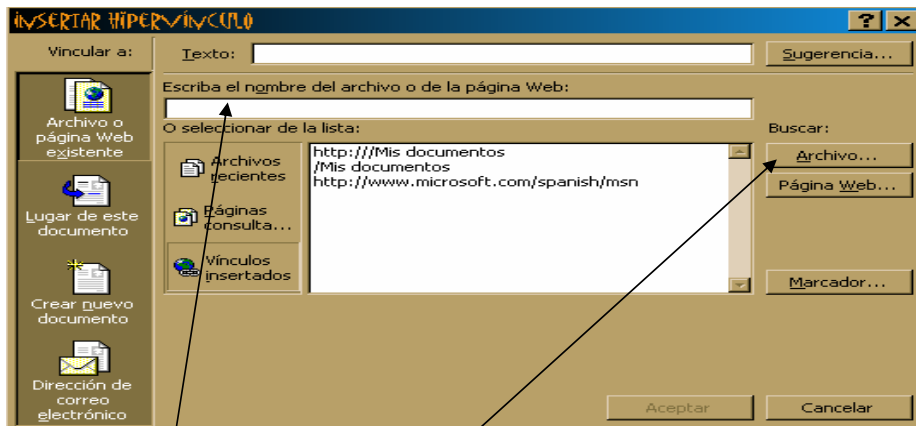 INSERTAR HIPERVÍNCULO
Vincular a:
Texto:
Sugerencia...
Archivo o
página Web
existente
Escriba el nombre del archivo o de la página Web:
O seleccionar de la lista:
Buscar:
Archivos
recientes
Páginas
consulta...
Vínculos
insertados
http:///Mis documentos
/Mis documentos
http://www.microsoft.com/spanish/msn
Archivo...
Página Web...
Marcador...
Lugar de este
documento
Crear nuevo
documento
Dirección de
correo
electrónico
Aceptar
Cancelar